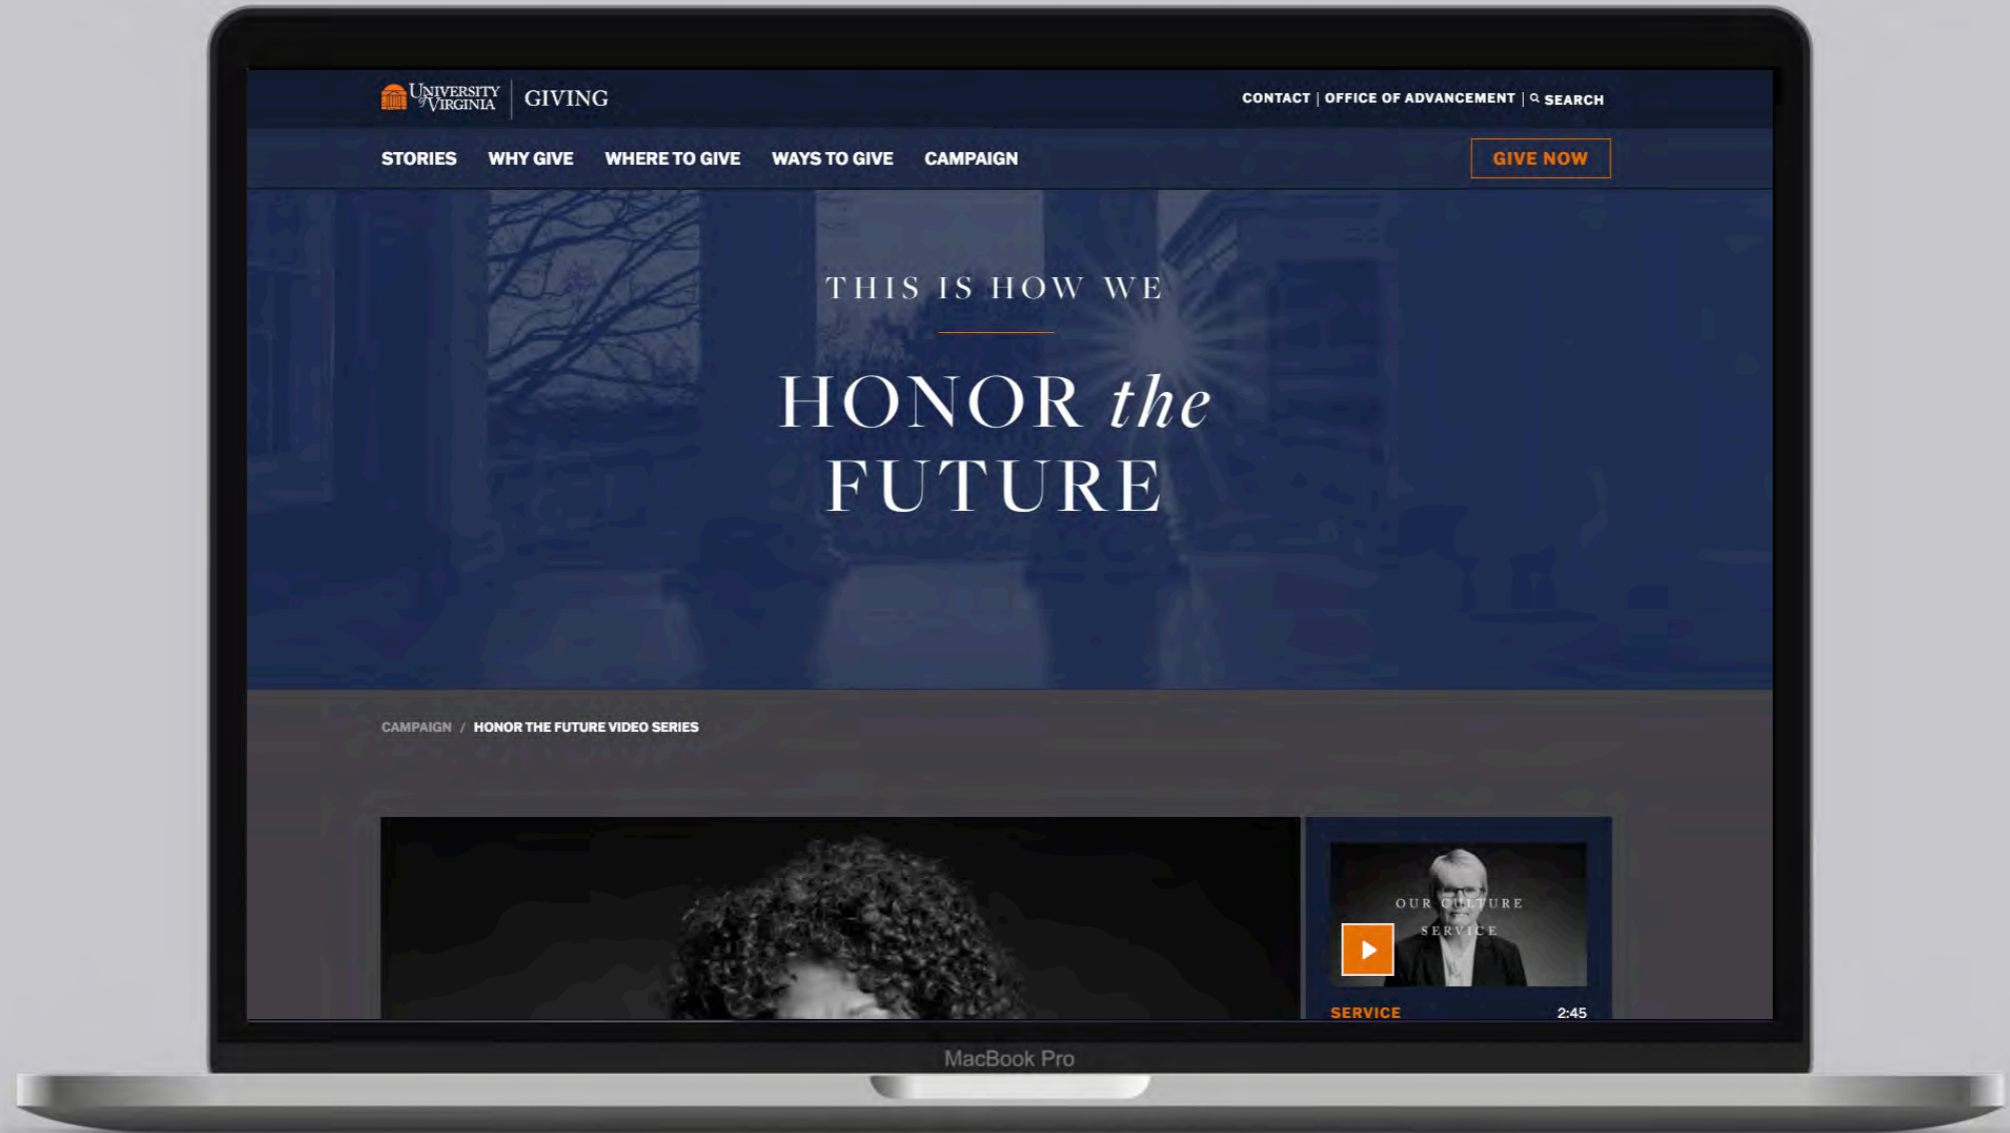 UNIVERSITY
of VIRGINIA
GIVING
CONTACT | OFFICE OF ADVANCEMENT | SEARCH
STORIES WHY GIVE WHERE TO GIVE WAYS TO GIVE CAMPAIGN GIVE NOW
THIS IS HOW WE
HONOR the
FUTURE
CAMPAIGN / HONOR THE FUTURE VIDEO SERIES
OUR CULTURE
SERVICE
SERVICE 2:45
MacBook Pro